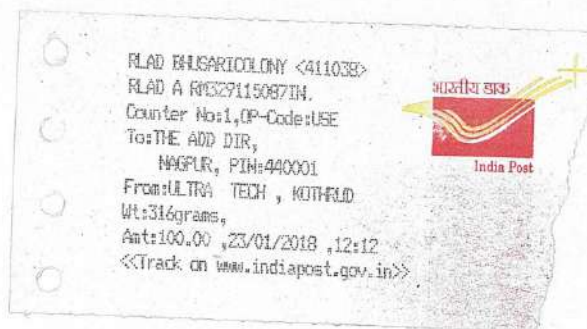 RLAD BHUSARICOLONY <411038>
RLAD A RM329115087IN.
Counter No:1,OP-Code:USE
To:THE ADD DIR,
NAGPUR, PIN:440001
From:ULTRA TECH , KOTHRUD
Wt:316grams,
Amt:100.00 ,23/01/2018 ,12:12
<<Track on www.indiapost.gov.in>>
भारतीय डाक
India Post